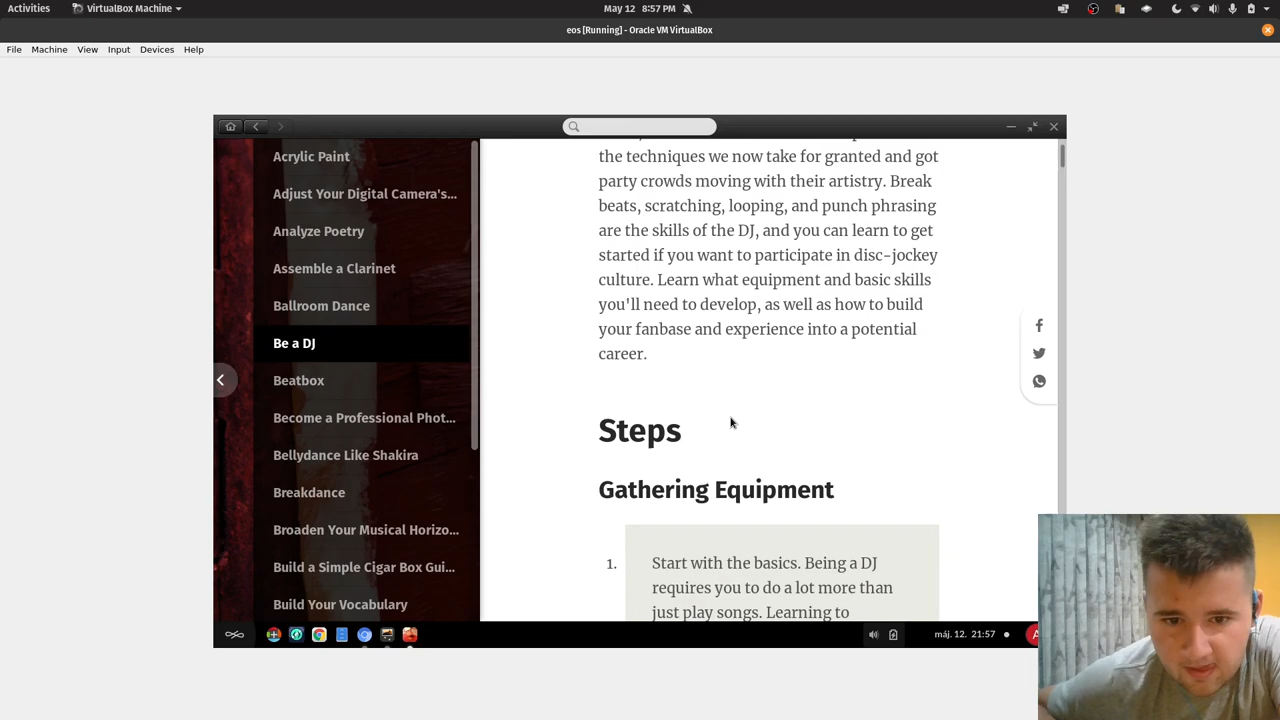 Activities
VirtualBox Machine
May 12 8:57 PM
eos [Running] - Oracle VM VirtualBox
File Machine View Input Devices Help
Acrylic Paint
Adjust Your Digital Camera's...
Analyze Poetry
Assemble a Clarinet
Ballroom Dance
Be a DJ
Beatbox
Become a Professional Phot...
Bellydance Like Shakira
Breakdance
Broaden Your Musical Horizo...
Build a Simple Cigar Box Gui...
Build Your Vocabulary
the techniques we now take for granted and got
party crowds moving with their artistry. Break
beats, scratching, looping, and punch phrasing
are the skills of the DJ, and you can learn to get
started if you want to participate in disc-jockey
culture. Learn what equipment and basic skills
you'll need to develop, as well as how to build
your fanbase and experience into a potential
career.
Steps
Gathering Equipment
1. Start with the basics. Being a DJ
requires you to do a lot more than
just play songs. Learning to
máj. 12. 21:57